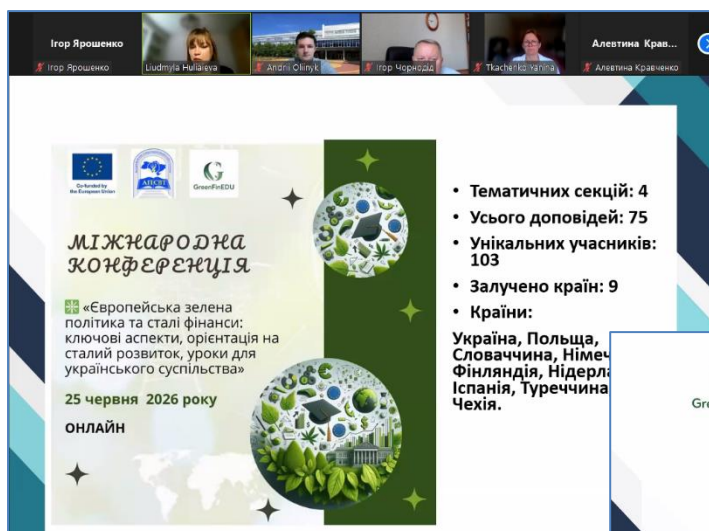 Ігор Ярошенко
Алевтина Крав...
Ігор Ярошенко
Liudmyla Huliaieva
Andrii Oliinyk
Ігор Чорнодід
Tkachenko Yanina
Алевтина Кравченко
Co-funded by
the European Union
АПСВТ
GreenFinEDU
МІЖНАРОДНА
КОНФЕРЕНЦІЯ
«Європейська зелена
політика та сталі фінанси:
ключові аспекти, орієнтація на
сталий розвиток, уроки для
українського суспільства»
25 червня 2026 року
ОНЛАЙН
• Тематичних секцій: 4
• Усього доповідей: 75
• Унікальних учасників:
103
• Залучено країн: 9
• Країни:
Україна, Польща,
Словаччина, Німеч
Фінляндія, Нідерла
Іспанія, Туреччина
Чехія.
Gre